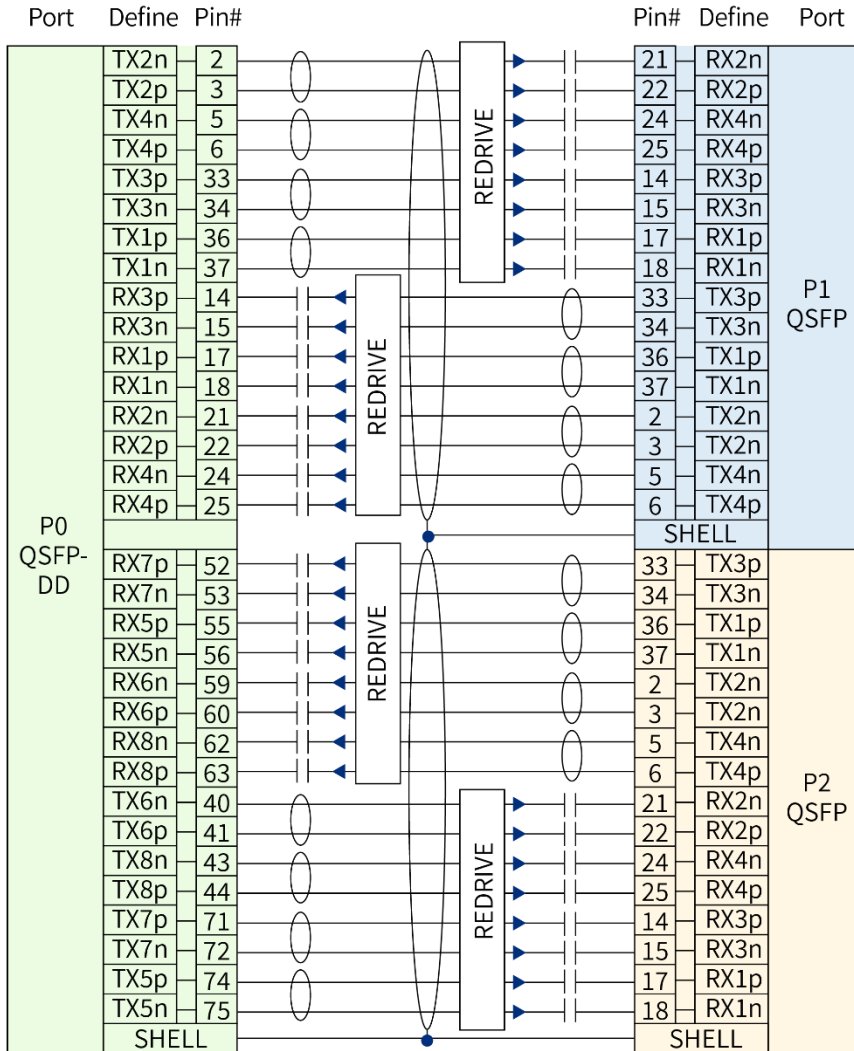 Port Define Pin# Pin# Define Port
TX2n 2 21 RX2n
TX2p 3 22 RX2p
TX4n 5 24 RX4n
TX4p 6 25 RX4p
TX3p 33 14 RX3p
TX3n 34 15 RX3n
TX1p 36 17 RX1p
TX1n 37 18 RX1n
REDRIVE
RX3p 14 33 TX3p
RX3n 15 34 TX3n
RX1p 17 36 TX1p
RX1n 18 37 TX1n
RX2n 21 2 TX2n
RX2p 22 3 TX2n
RX4n 24 5 TX4n
RX4p 25 6 TX4p
REDRIVE
P1
QSFP
SHELL
P0
QSFP-
DD
RX7p 52 33 TX3p
RX7n 53 34 TX3n
RX5p 55 36 TX1p
RX5n 56 37 TX1n
RX6n 59 2 TX2n
RX6p 60 3 TX2n
RX8n 62 5 TX4n
RX8p 63 6 TX4p
REDRIVE
P2
QSFP
TX6n 40 21 RX2n
TX6p 41 22 RX2p
TX8n 43 24 RX4n
TX8p 44 25 RX4p
TX7p 71 14 RX3p
TX7n 72 15 RX3n
TX5p 74 17 RX1p
TX5n 75 18 RX1n
REDRIVE
SHELL SHELL